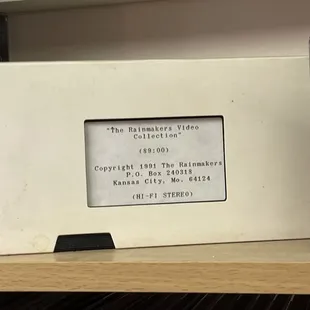 "The Rainmakers Video
Collection"
(89:00)
Copyright 1991 The Rainmakers
P.O. Box 240318
Kansas City, Mo. 64124
(HI-FI STEREO)